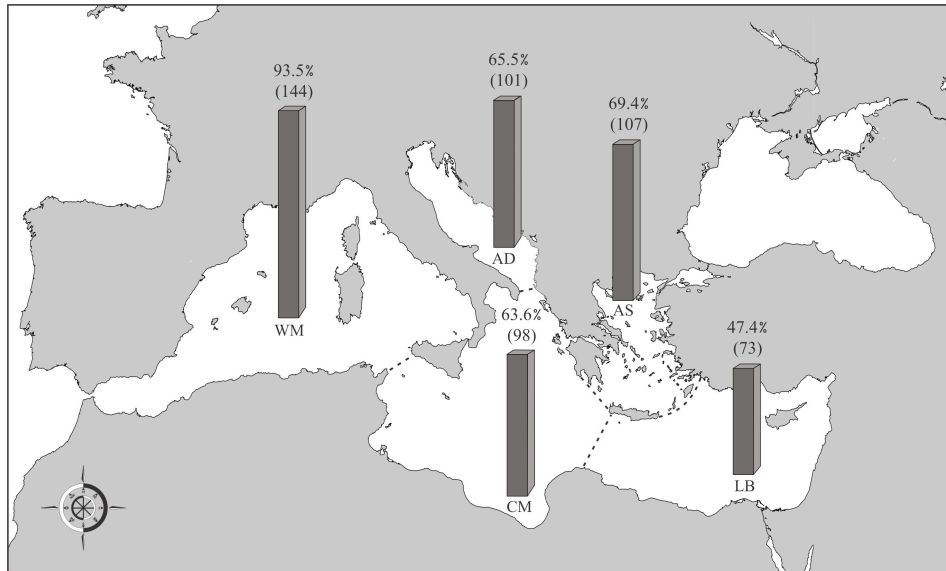 93.5%
(144)
WM
65.5%
(101)
AD
69.4%
(107)
AS
63.6%
(98)
CM
47.4%
(73)
LB